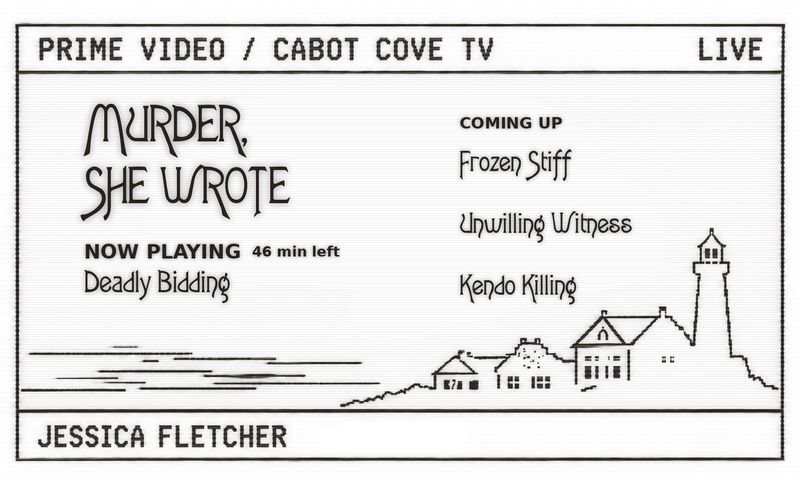 PRIME VIDEO / CABOT COVE TV
LIVE
MURDER,
SHE WROTE
NOW PLAYING 46 min left
Deadly Bidding
COMING UP
Frozen Stiff
Unwilling Witness
Kendo Killing
JESSICA FLETCHER